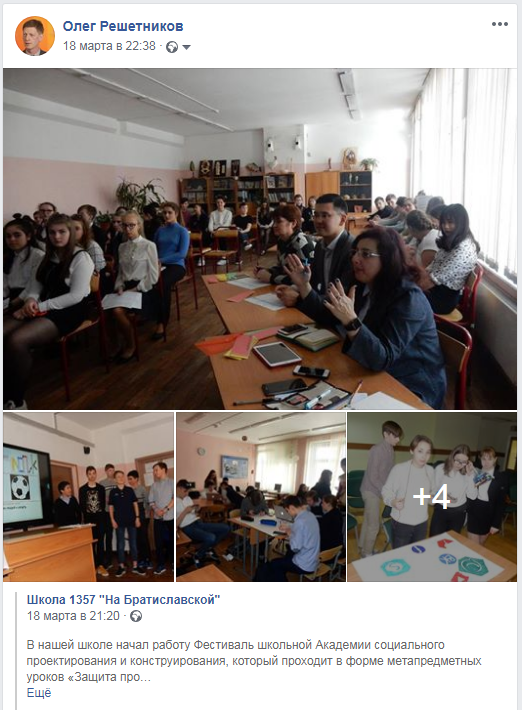 Олег Решетников
18 марта в 22:38 ·
+4
Школа 1357 "На Братиславской"
18 марта в 21:20 ·
В нашей школе начал работу Фестиваль школьной Академии социального
проектирования и конструирования, который проходит в форме метапредметных
уроков «Защита про...
Ещё